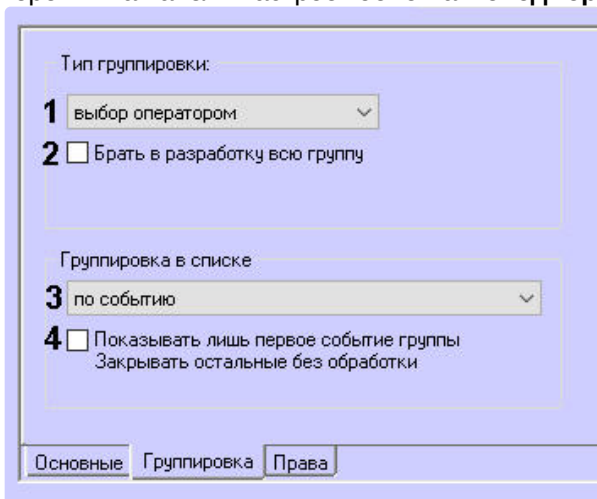 Тип группировки:
1 выбор оператором
2 Брать в разработку всю группу
Группировка в списке
3 по событию
4 Показывать лишь первое событие группы
Закрывать остальные без обработки
Основные Группировка Права